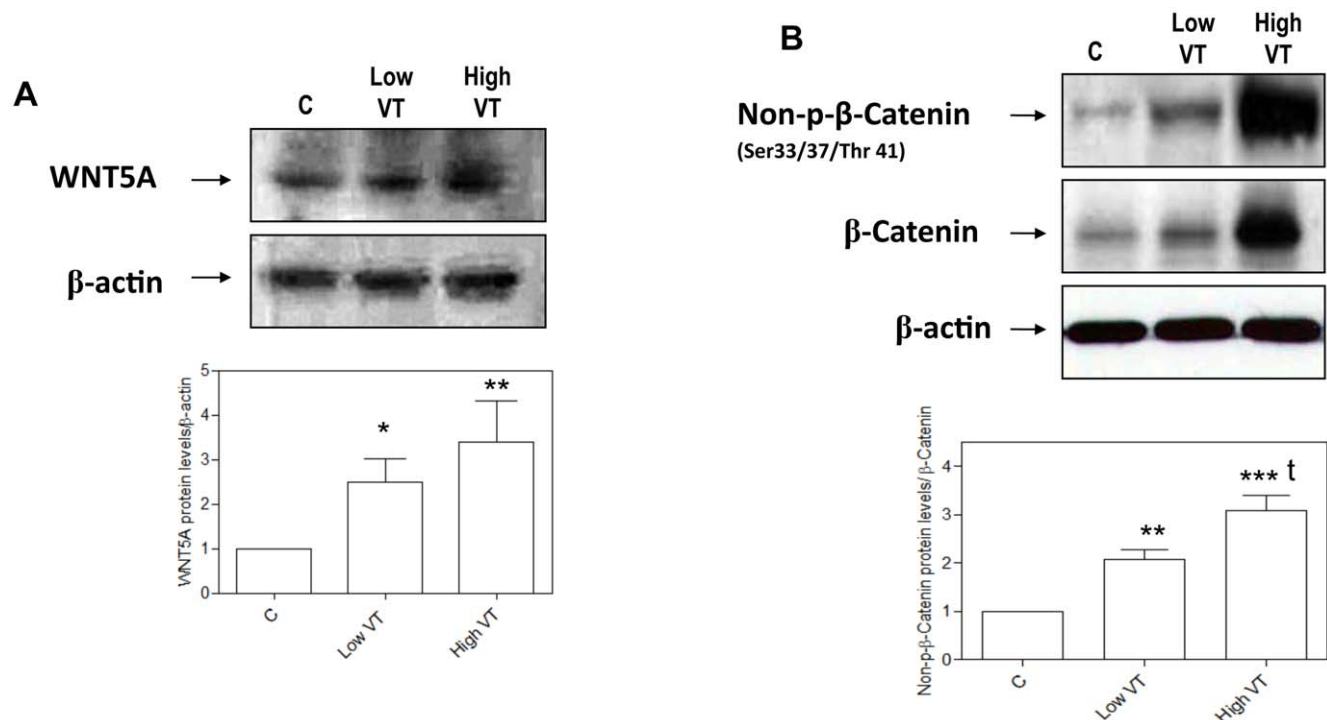 A
C
Low
VT
High
VT
WNT5A
β-actin
WNT5A protein levels/β-actin
5
4
3
2
1
0
*
**
C
Low VT
High VT
B
C
Low
VT
High
VT
Non-p-β-Catenin
(Ser33/37/Thr 41)
β-Catenin
β-actin
Non-p-β-Catenin protein levels/ β-Catenin
4
3
2
1
0
**
*** t
C
Low VT
High VT